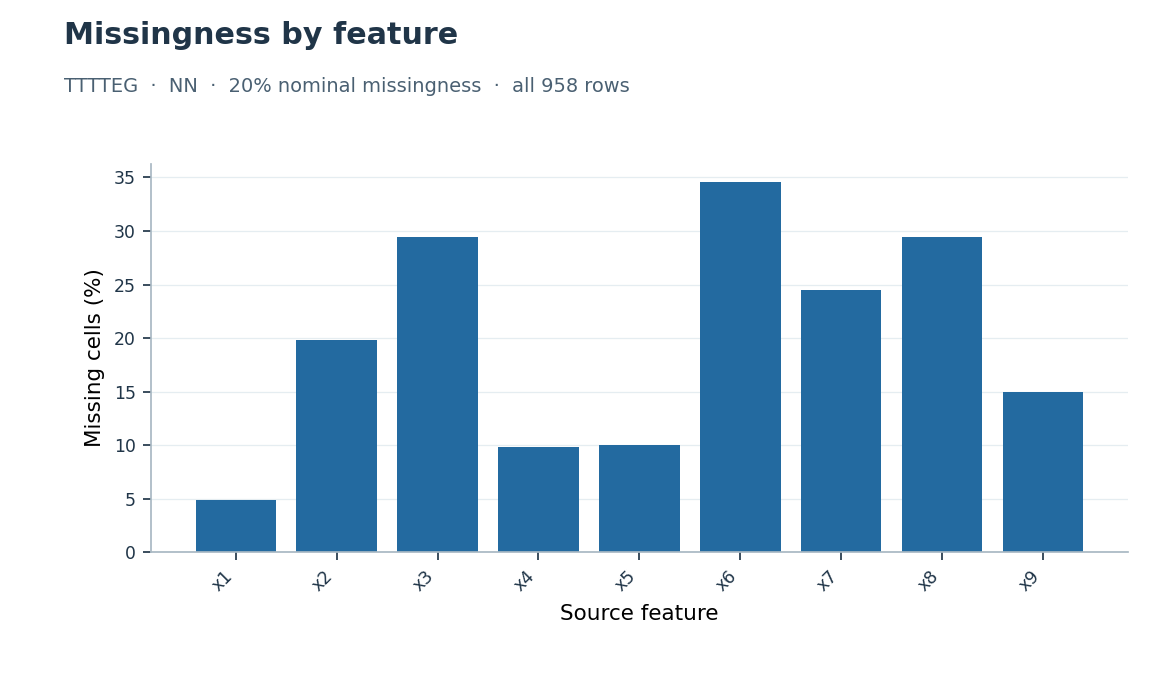 Missingness by feature
TTTTEG · NN · 20% nominal missingness · all 958 rows
Missing cells (%)
35
30
25
20
15
10
5
0
x1 x2 x3 x4 x5 x6 x7 x8 x9
Source feature